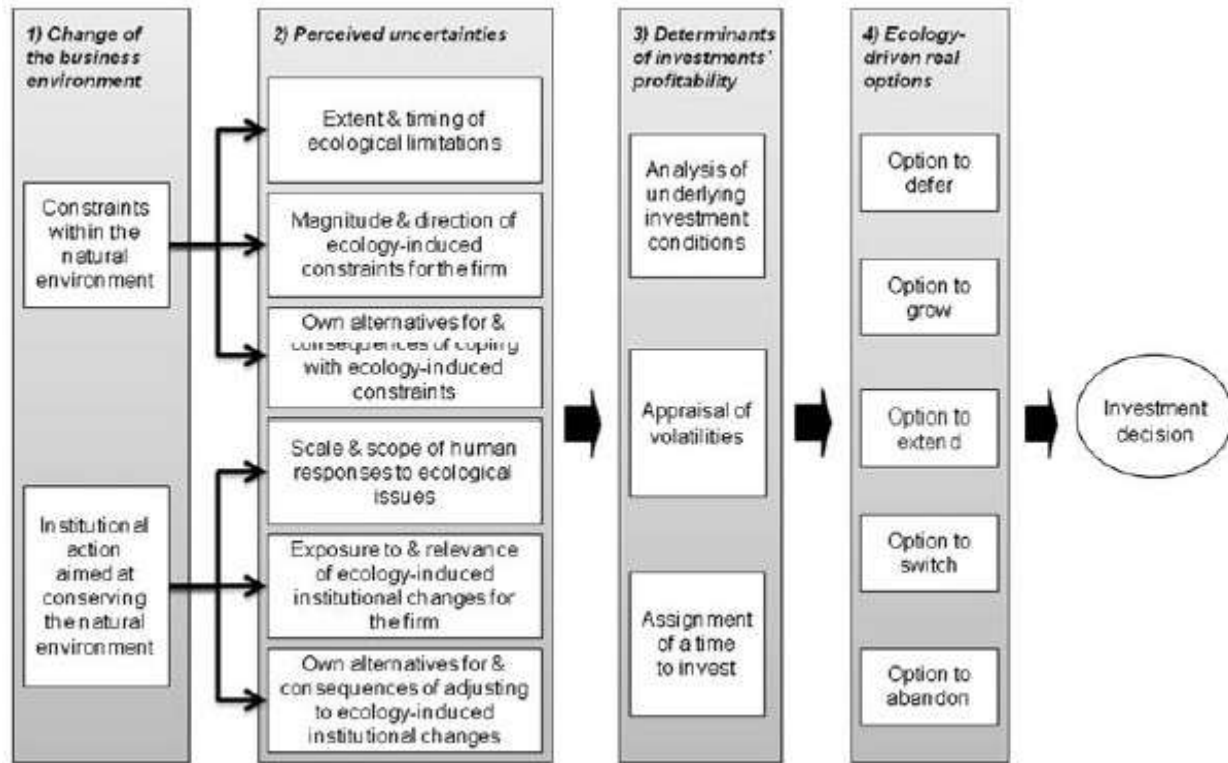 1) Change of
the business
environment
Constraints
within the
natural
environment
Institutional
action
aimed at
conserving
the natural
environment
2) Perceived uncertainties
Extent & timing of
ecological limitations
Magnitude & direction of
ecology-induced
constraints for the firm
Own alternatives for &
consequences of coping
with ecology-induced
constraints
Scale & scope of human
responses to ecological
issues
Exposure to & relevance
of ecology-induced
institutional changes for
the firm
Own alternatives for &
consequences of adjusting
to ecology-induced
institutional changes
3) Determinants
of investments'
profitability
Analysis of
underlying
investment
conditions
Appraisal of
volatilities
Assignment
of a time
to invest
4) Ecology-
driven real
options
Option to
defer
Option to
grow
Option to
extend
Option to
switch
Option to
abandon
Investment
decision